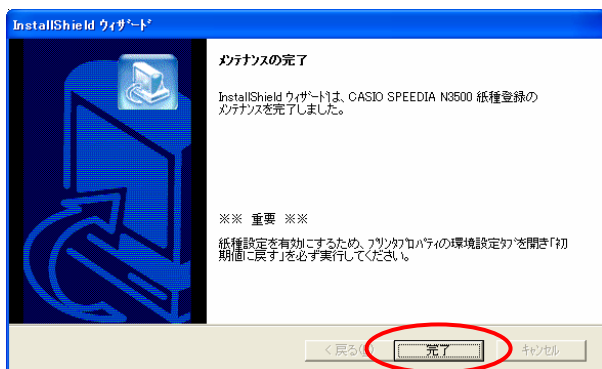 InstallShield ウィザード
メンテナンスの完了
InstallShield ウィザードは、CASIO SPEEDIA N3500 紙種登録の
メンテナンスを完了しました。
※※ 重要 ※※
紙種設定を有効にするため、プリンタプロパティの環境設定タブを開き「初
期値に戻す」を必ず実行してください。
< 戻る(B) 完了 キャンセル